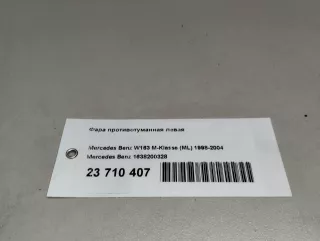 Фара противотуманная левая
Mercedes Benz W163 M-Klasse (ML) 1998-2004
Mercedes Benz 1638200328
23 710 407